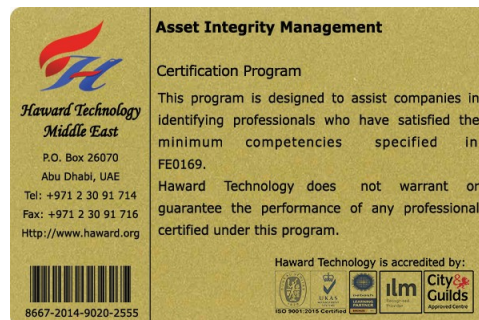 Haward Technology
Middle East
P.O. Box 26070
Abu Dhabi, UAE
Tel: +971 2 30 91 714
Fax: +971 2 30 91 716
Http://www.haward.org
8667-2014-9020-2555
Asset Integrity Management
Certification Program
This program is designed to assist companies in
identifying professionals who have satisfied the
minimum competencies specified in
FE0169.
Haward Technology does not warrant or
guarantee the performance of any professional
certified under this program.
Haward Technology is accredited by:
UKAS
ISO 9001:2015 Certified
ilm
City &
Guilds
Approved Centre